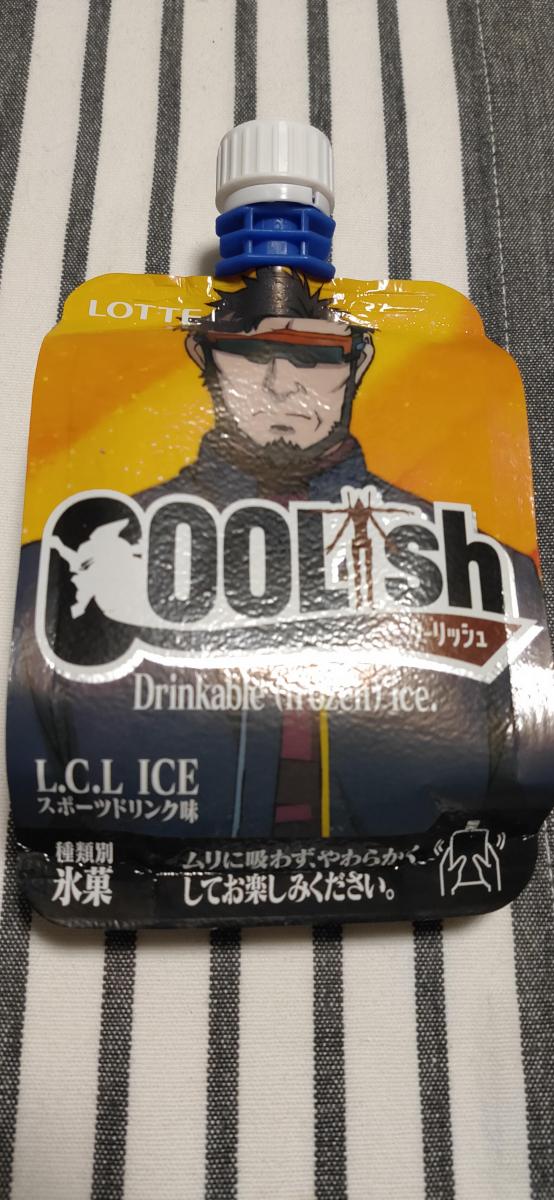 LOTTE
COOLish
クーリッシュ
Drinkable (frozen) ice.
L.C.L ICE
スポーツドリンク味
種類別
氷菓
ムリに吸わず、やわらかく
してお楽しみください。